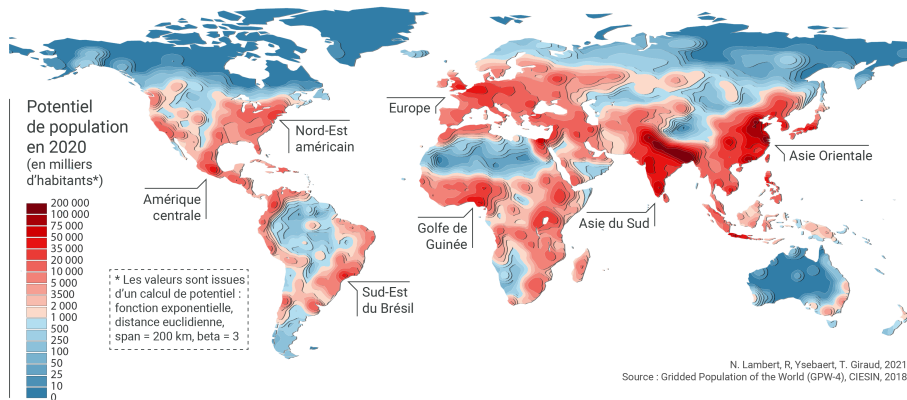 Potentiel
de population
en 2020
(en milliers
d'habitants*)
200 000
100 000
75 000
50 000
35 000
20 000
10 000
5 000
3500
2 000
1 000
500
250
100
50
25
10
0
Nord-Est
américain
Amérique
centrale
Sud-Est
du Brésil
Europe
Golfe de
Guinée
Asie du Sud
Asie Orientale
* Les valeurs sont issues
d'un calcul de potentiel :
fonction exponentielle,
distance euclidienne,
span = 200 km, beta = 3
N. Lambert, R, Ysebaert, T. Giraud, 2021
Source : Gridded Population of the World (GPW-4), CIESIN, 2018